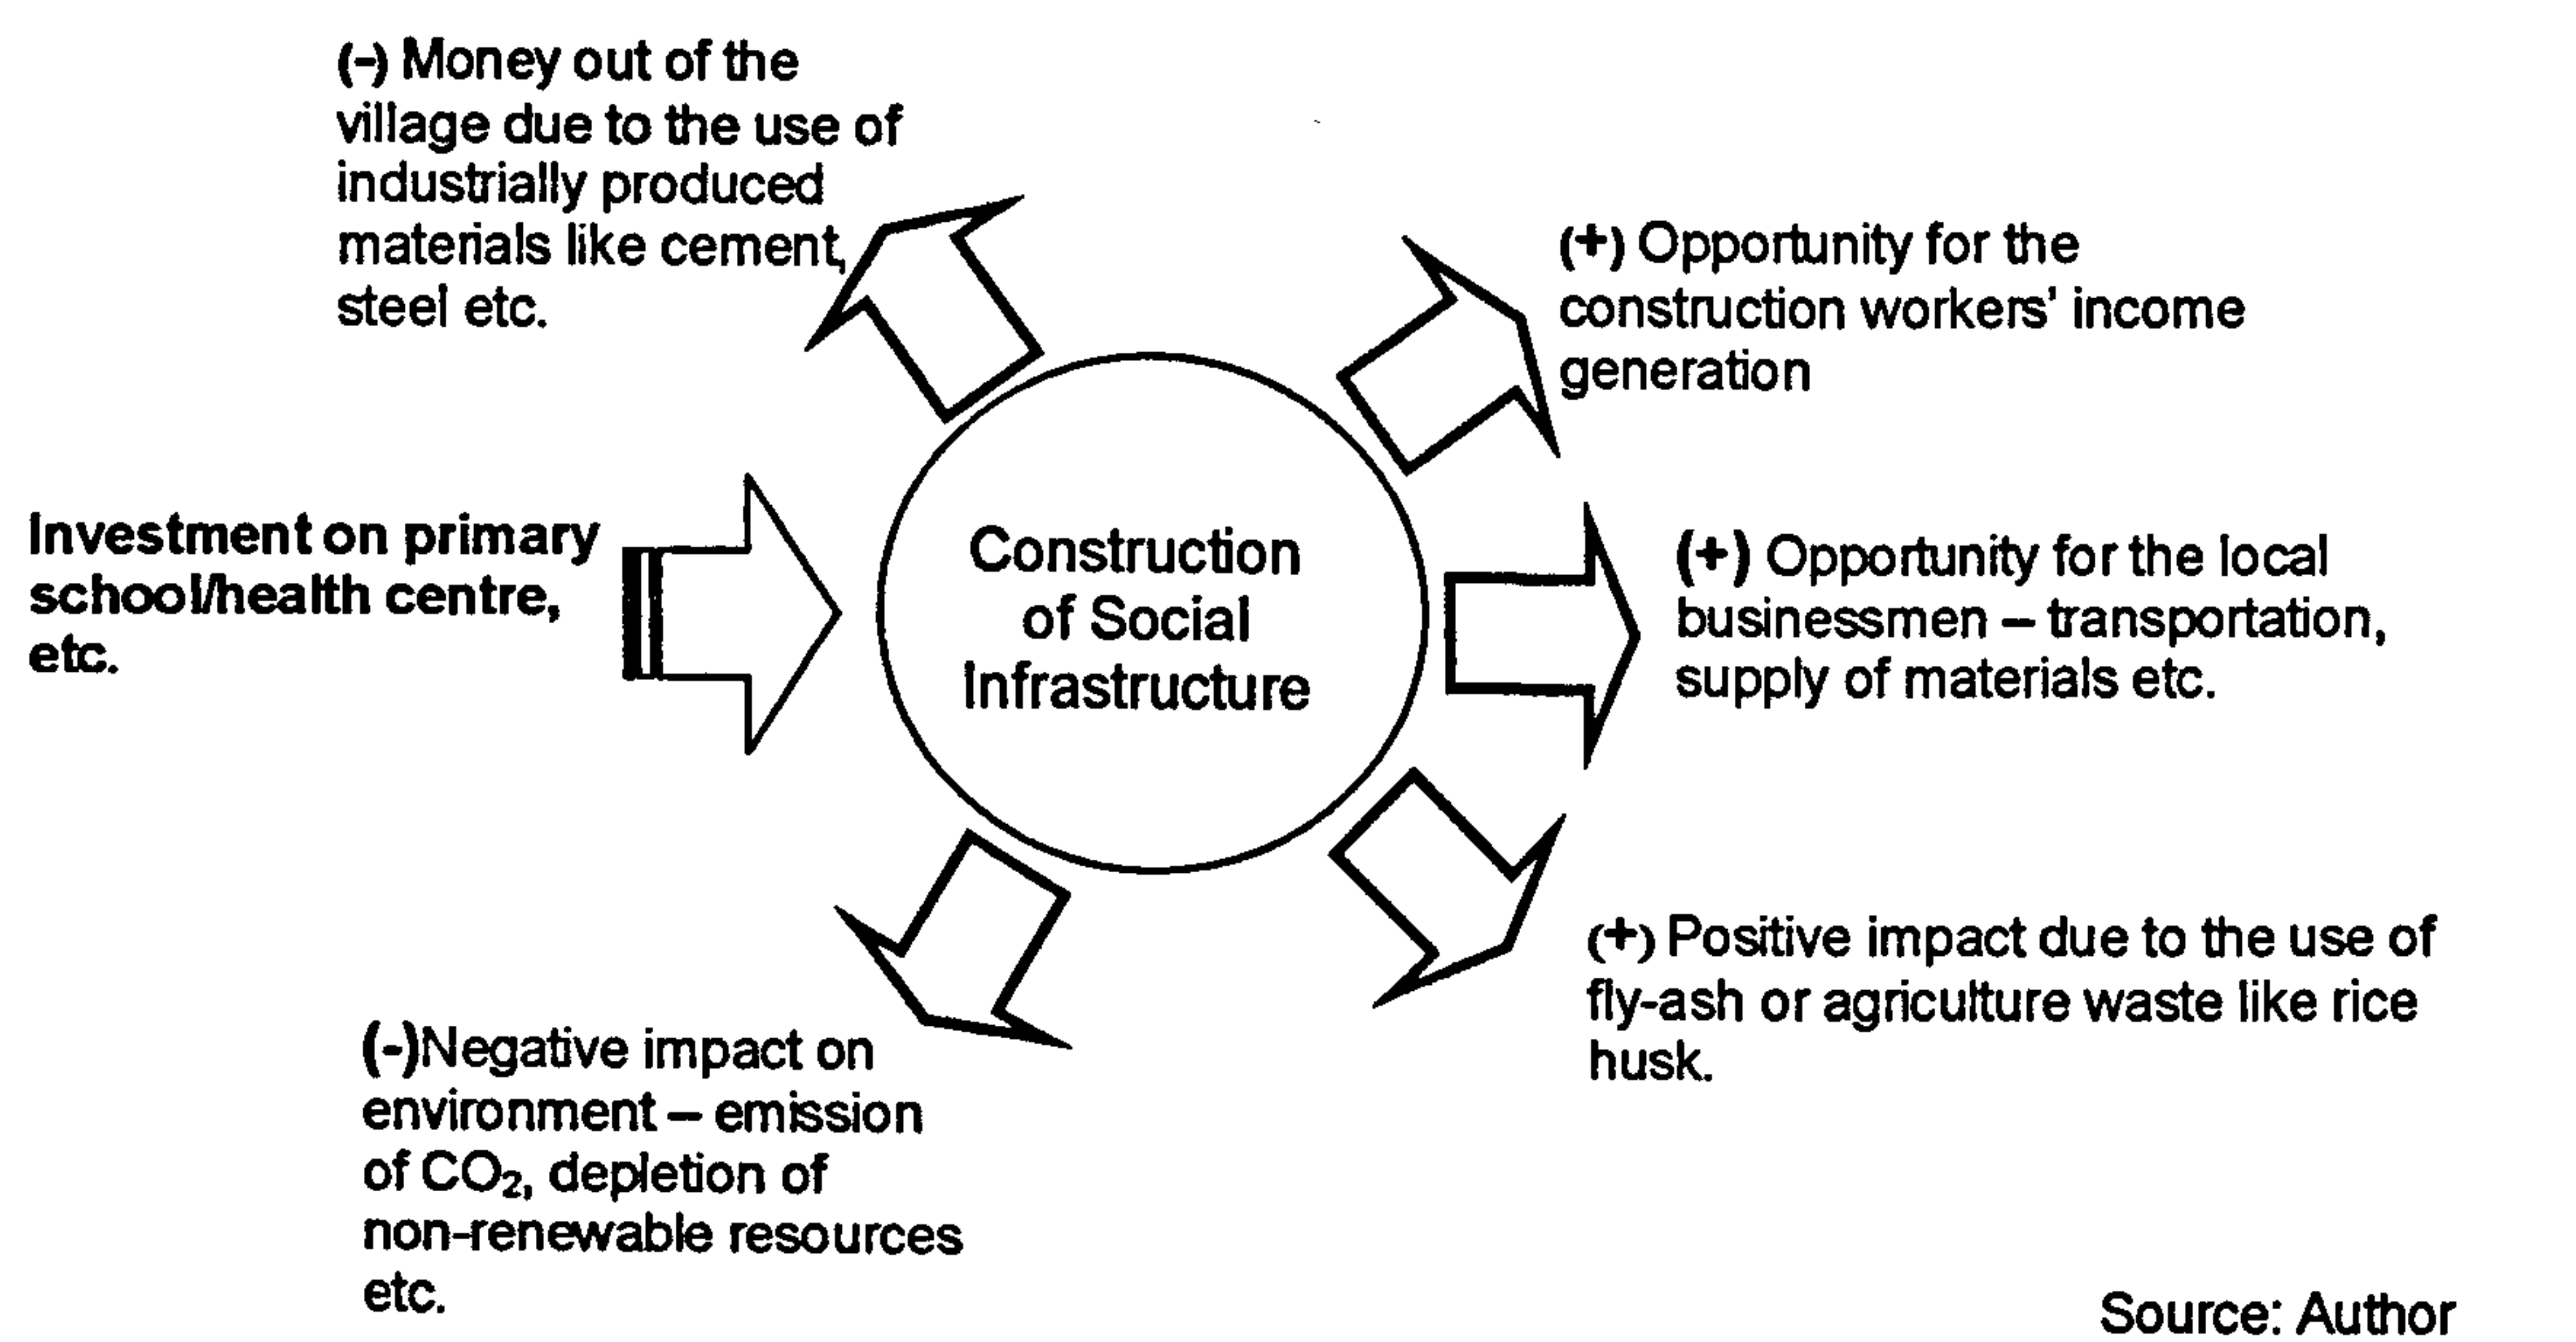 (-) Money out of the
village due to the use of
industrially produced
materials like cement,
steel etc.
(+) Opportunity for the
construction workers' income
generation
Investment on primary
school/health centre,
etc.
Construction
of Social
Infrastructure
(+) Opportunity for the local
businessmen – transportation,
supply of materials etc.
(+) Positive impact due to the use of
fly-ash or agriculture waste like rice
husk.
(-)Negative impact on
environment – emission
of CO₂, depletion of
non-renewable resources
etc.
Source: Author